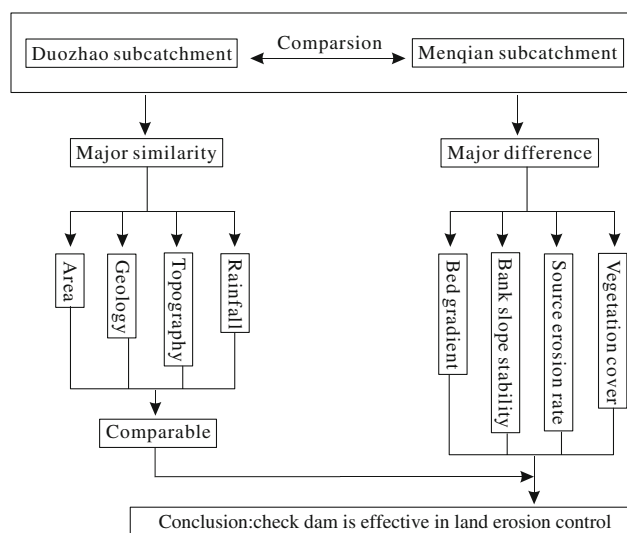 Duozhao subcatchment
Comparsion
Menqian subcatchment
Major similarity
Major difference
Area
Geology
Topography
Rainfall
Bed gradient
Bank slope stability
Source erosion rate
Vegetation cover
Comparable
Conclusion:check dam is effective in land erosion control